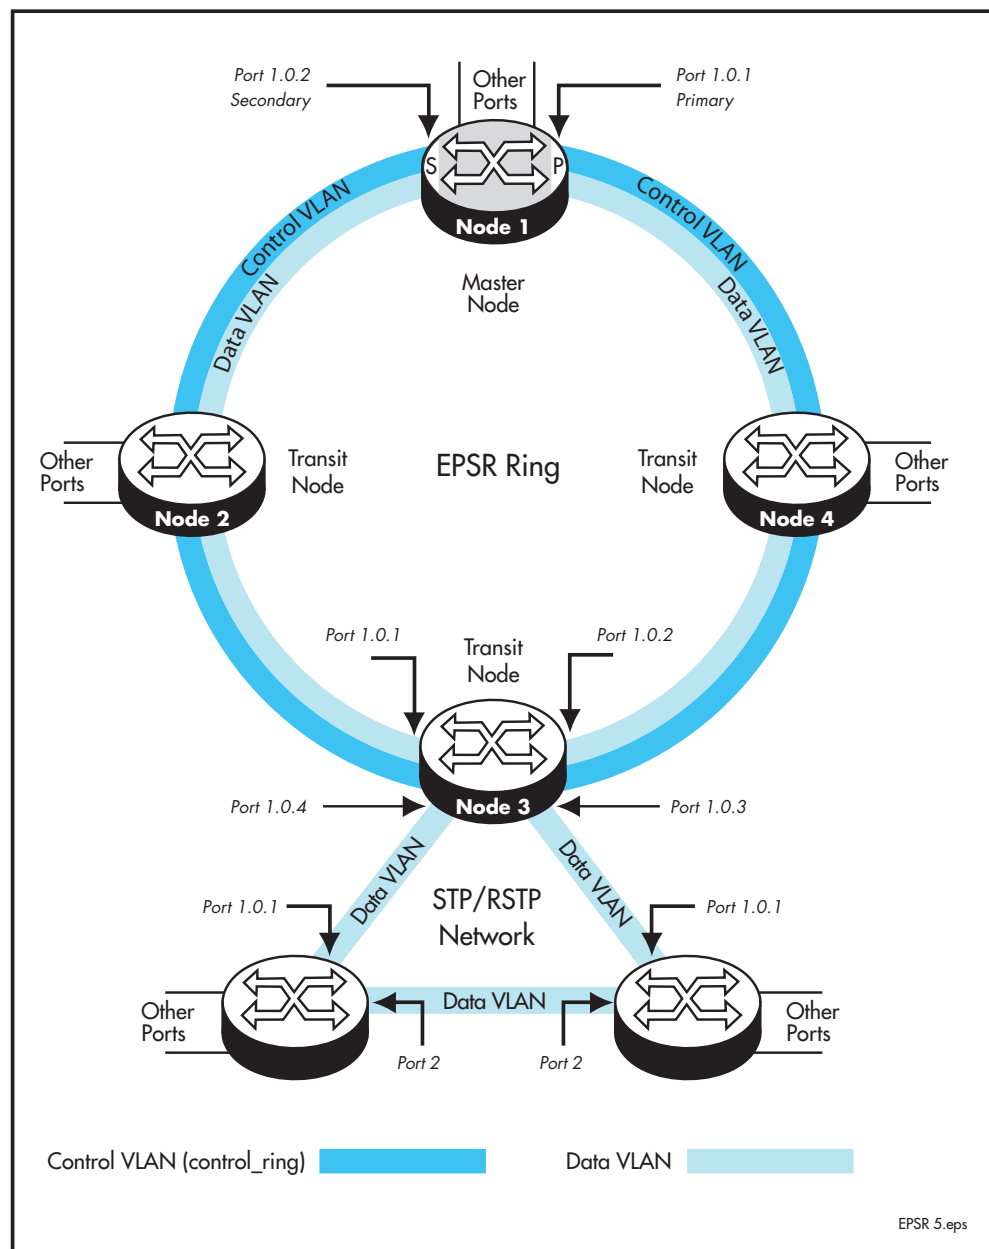 Port 1.0.2
Secondary
Other
Ports
Port 1.0.1
Primary
S
P
Node 1
Control VLAN
Data VLAN
Control VLAN
Data VLAN
Master
Node
Other
Ports
Node 2
Transit
Node
EPSR Ring
Transit
Node
Node 4
Other
Ports
Port 1.0.1
Transit
Node
Port 1.0.2
Node 3
Port 1.0.4
Port 1.0.3
Data VLAN
Data VLAN
STP/RSTP
Network
Port 1.0.1
Port 1.0.1
Other
Ports
Data VLAN
Other
Ports
Port 2
Port 2
Control VLAN (control_ring)
Data VLAN
EPSR 5.eps